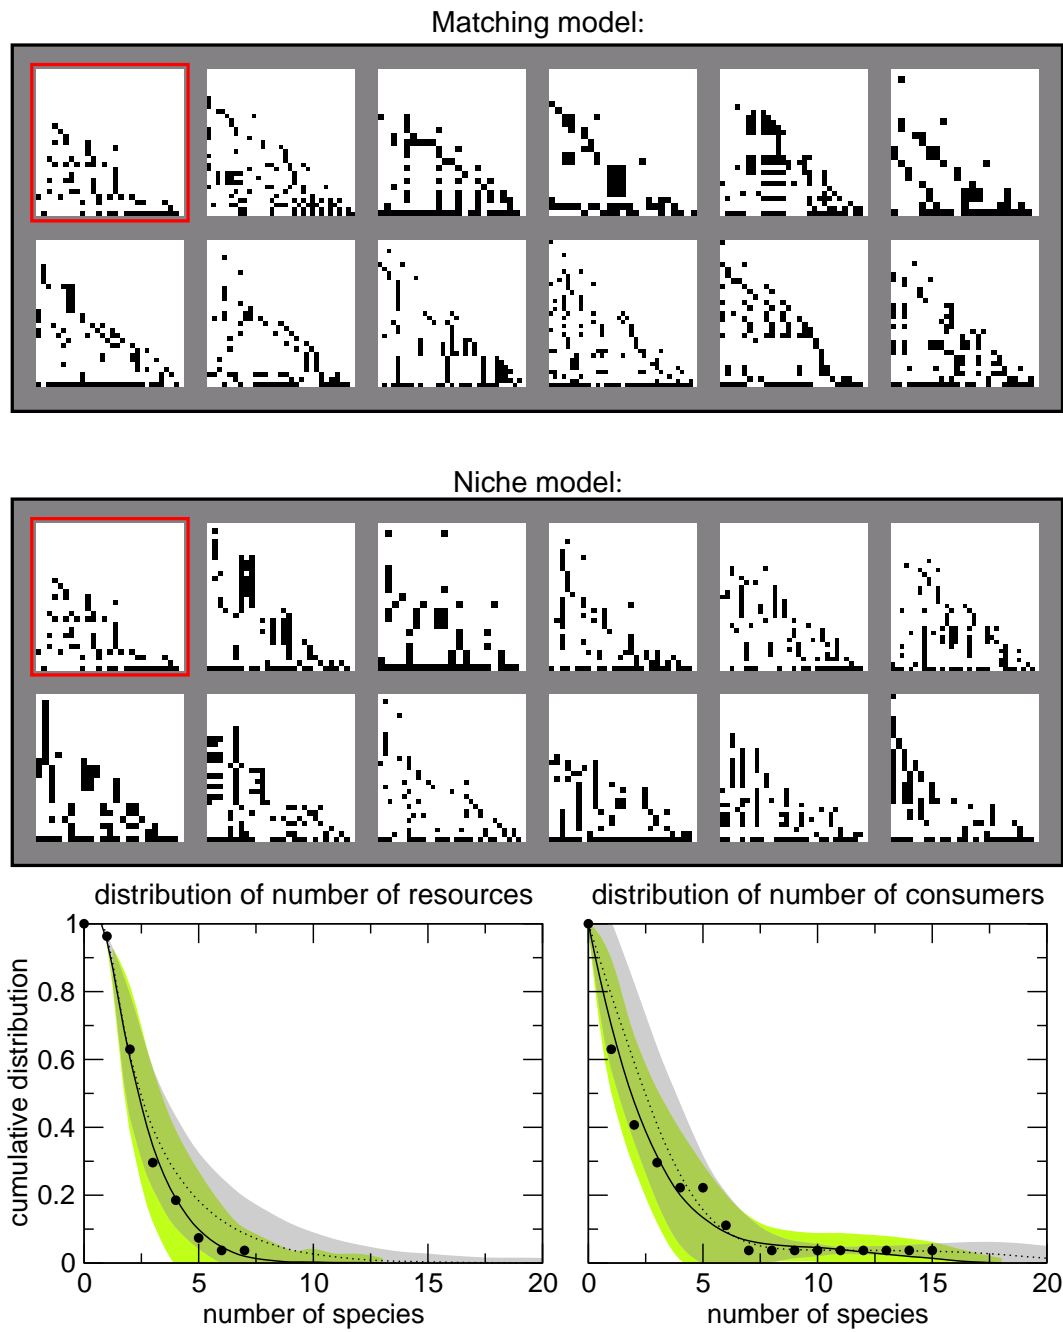 Matching model:
Niche model:
distribution of number of resources
distribution of number of consumers
cumulative distribution
1
0.8
0.6
0.4
0.2
0
0 5 10 15 20
number of species
0 5 10 15 20
number of species